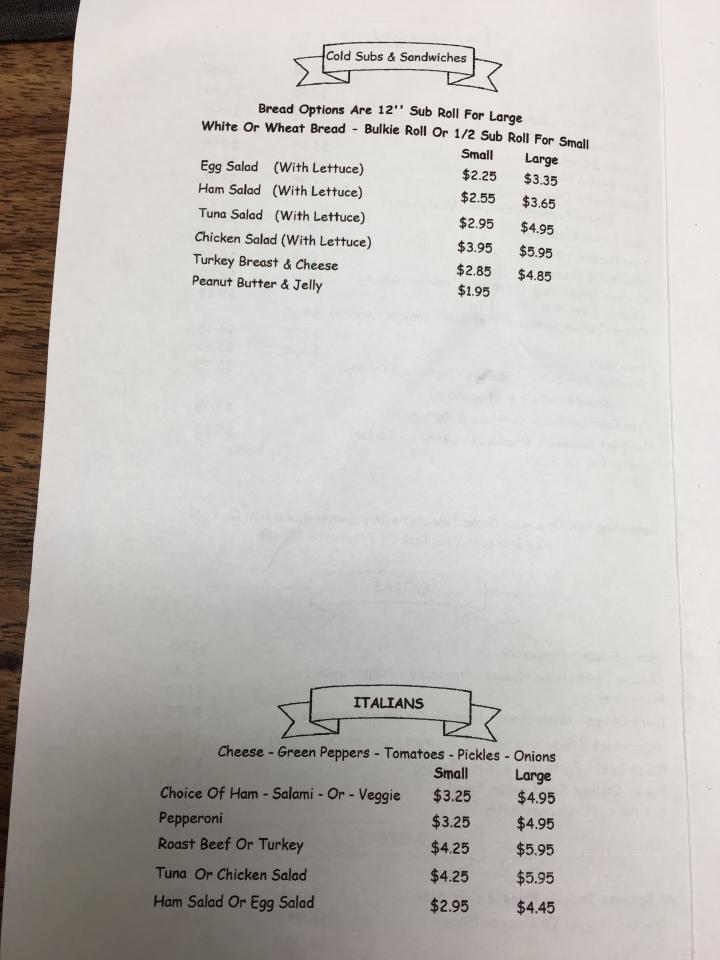 Cold Subs & Sandwiches
Bread Options Are 12'' Sub Roll For Large
White Or Wheat Bread - Bulkie Roll Or 1/2 Sub Roll For Small
Small Large
Egg Salad (With Lettuce) $2.25 $3.35
Ham Salad (With Lettuce) $2.55 $3.65
Tuna Salad (With Lettuce) $2.95 $4.95
Chicken Salad (With Lettuce) $3.95 $5.95
Turkey Breast & Cheese $2.85 $4.85
Peanut Butter & Jelly $1.95
ITALIANS
Cheese - Green Peppers - Tomatoes - Pickles - Onions
Small Large
Choice Of Ham - Salami - Or - Veggie $3.25 $4.95
Pepperoni $3.25 $4.95
Roast Beef Or Turkey $4.25 $5.95
Tuna Or Chicken Salad $4.25 $5.95
Ham Salad Or Egg Salad $2.95 $4.45